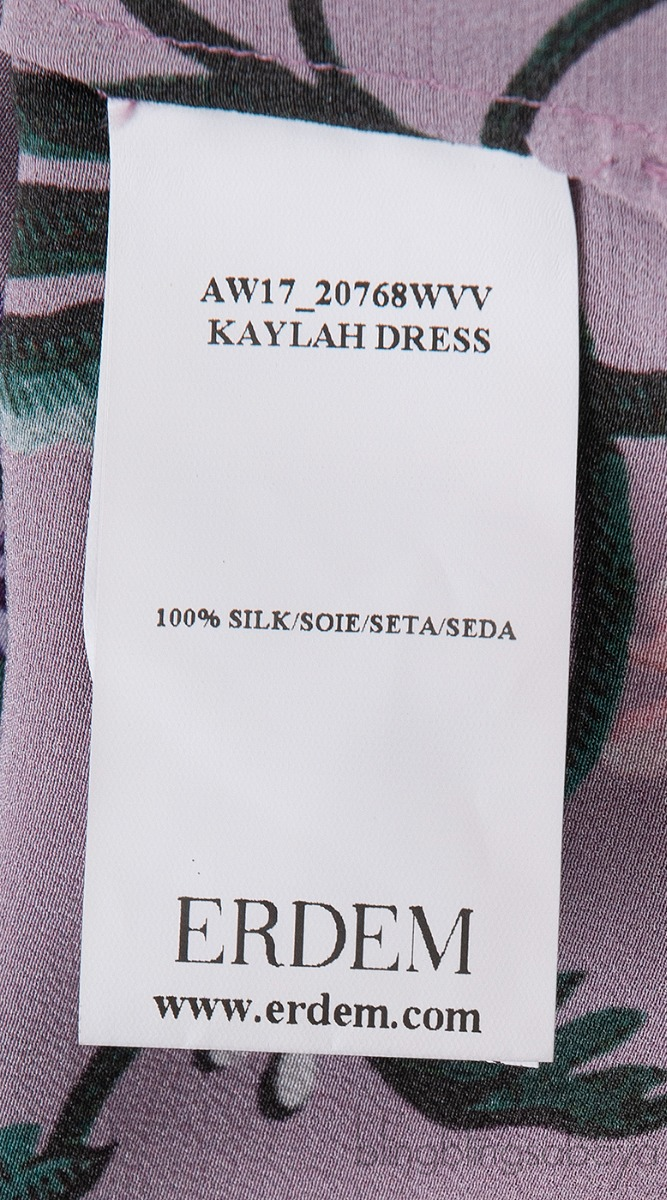 AW17_20768WVV
KAYLAH DRESS
100% SILK/SOIE/SETA/SEDA
ERDEM
www.erdem.com